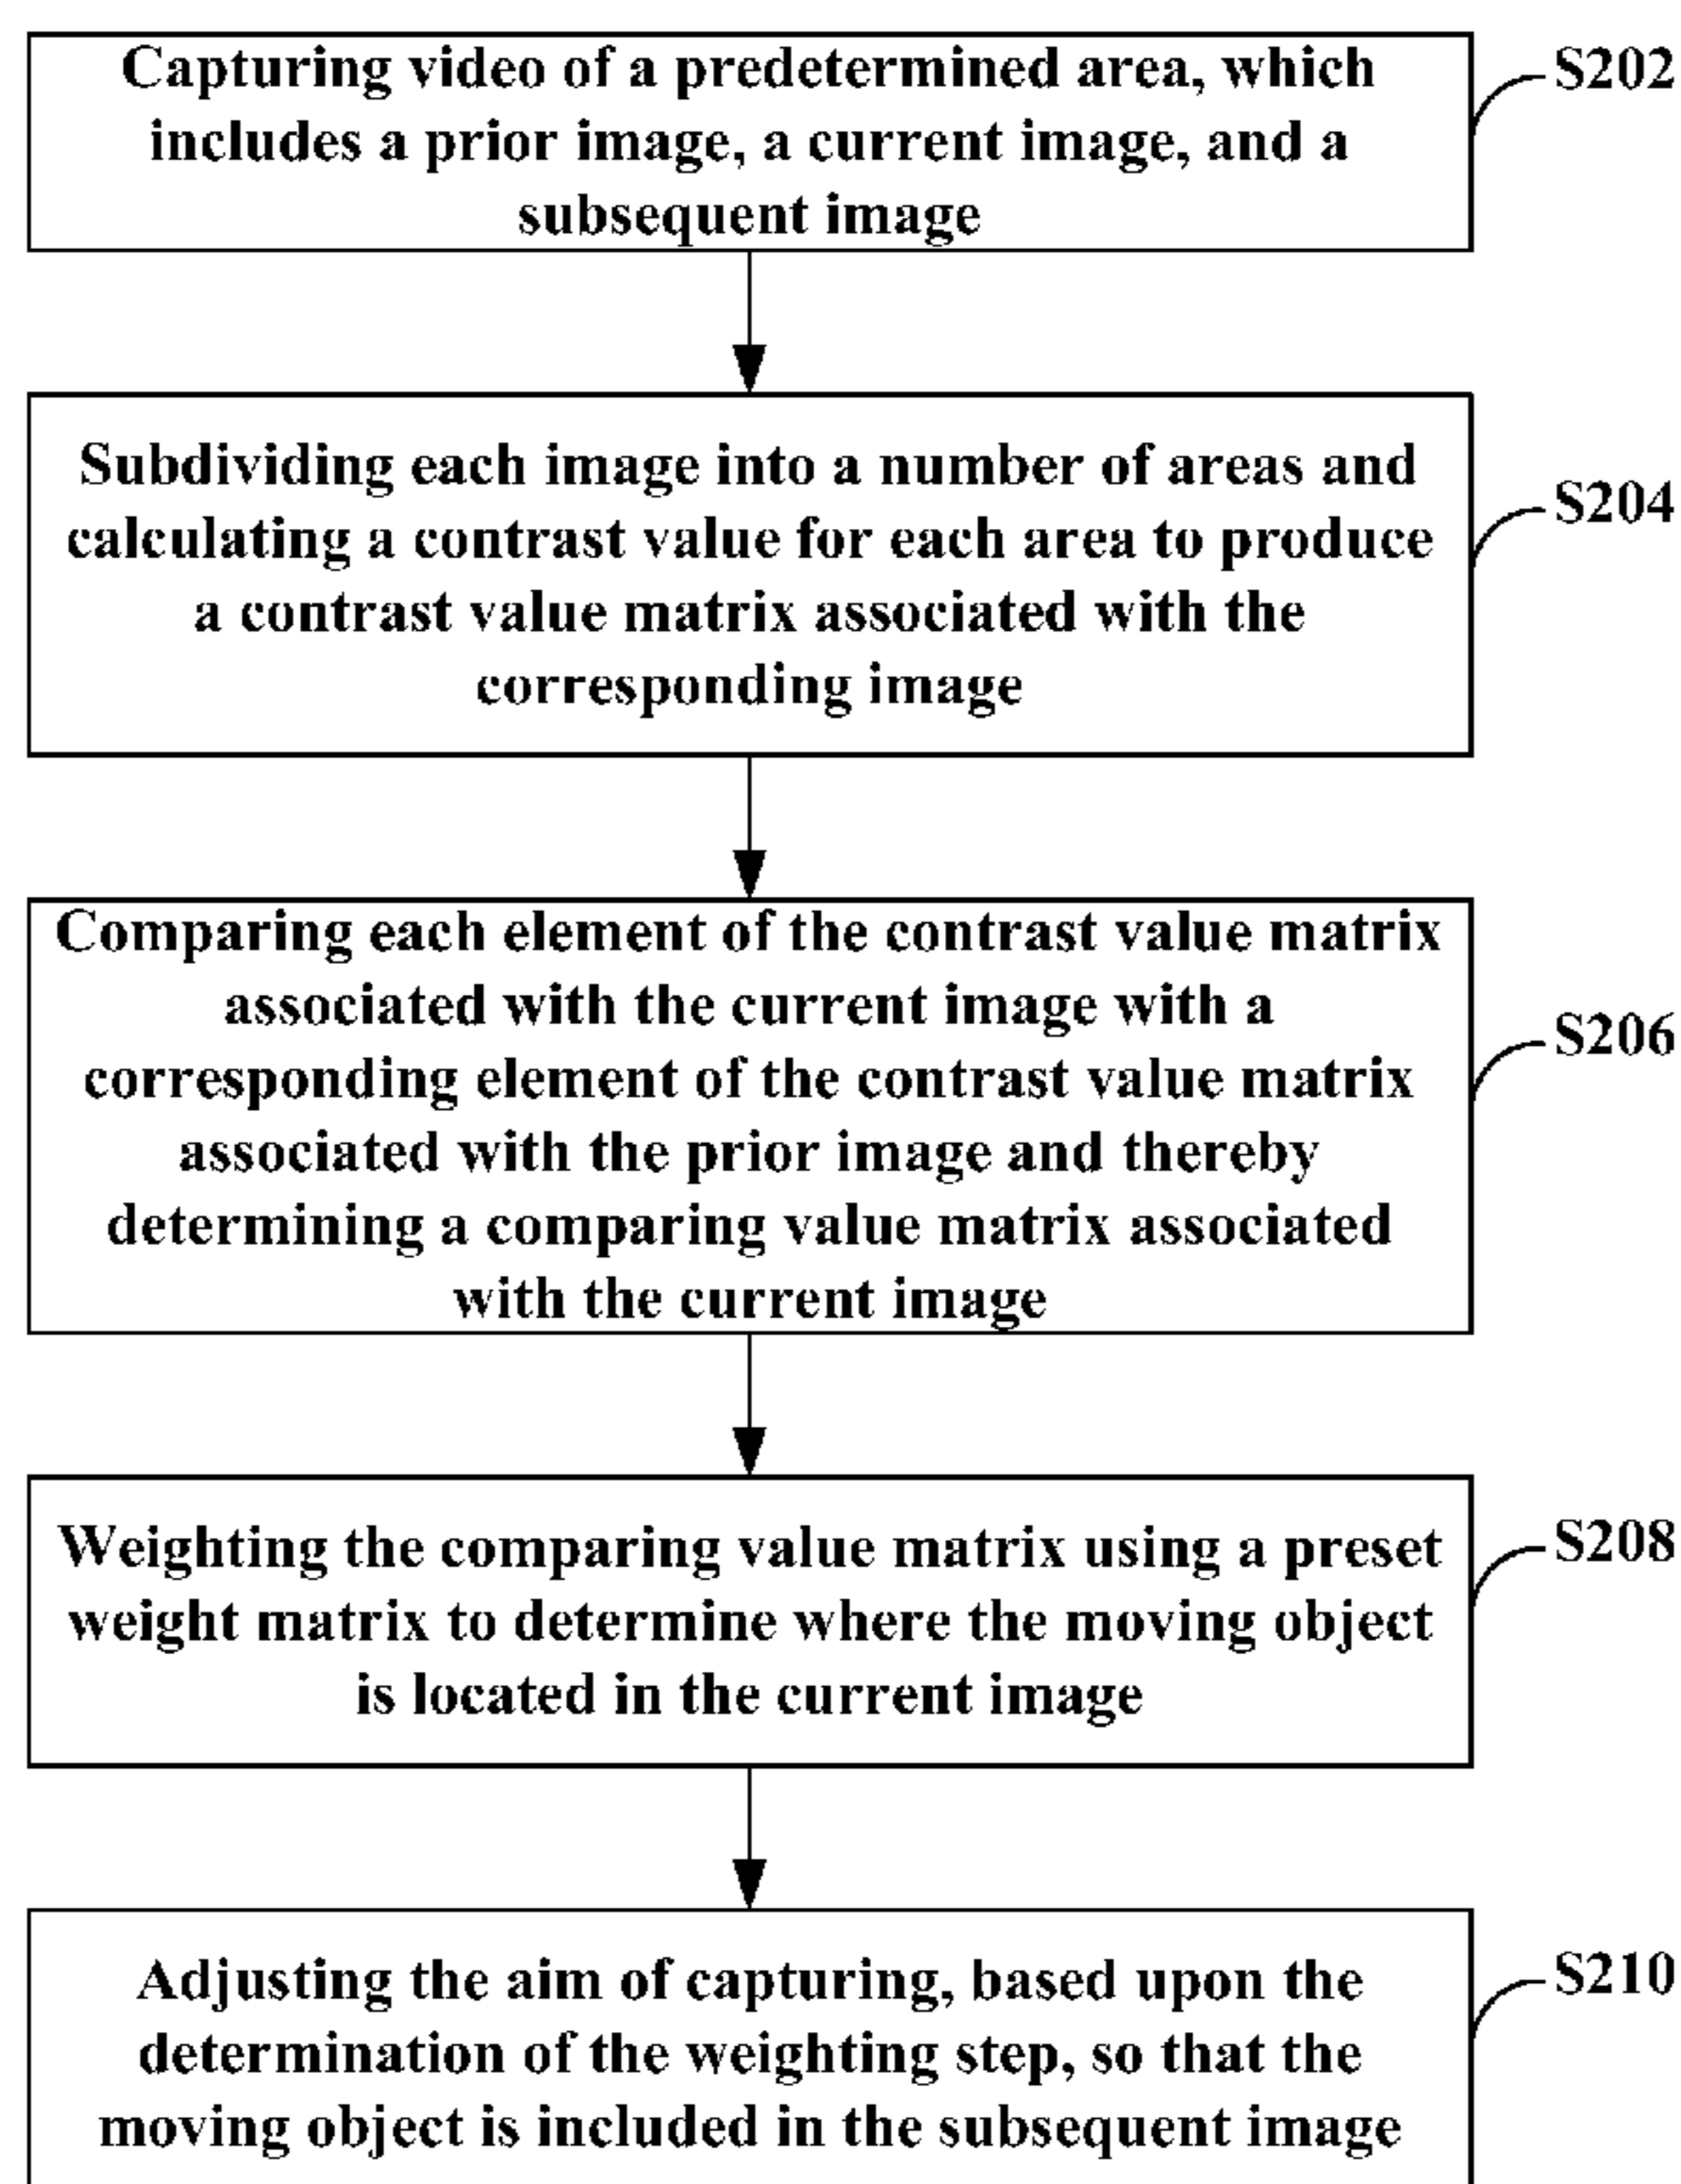 Capturing video of a predetermined area, which
includes a prior image, a current image, and a
subsequent image
S202
Subdividing each image into a number of areas and
calculating a contrast value for each area to produce
a contrast value matrix associated with the
corresponding image
S204
Comparing each element of the contrast value matrix
associated with the current image with a
corresponding element of the contrast value matrix
associated with the prior image and thereby
determining a comparing value matrix associated
with the current image
S206
Weighting the comparing value matrix using a preset
weight matrix to determine where the moving object
is located in the current image
S208
Adjusting the aim of capturing, based upon the
determination of the weighting step, so that the
moving object is included in the subsequent image
S210